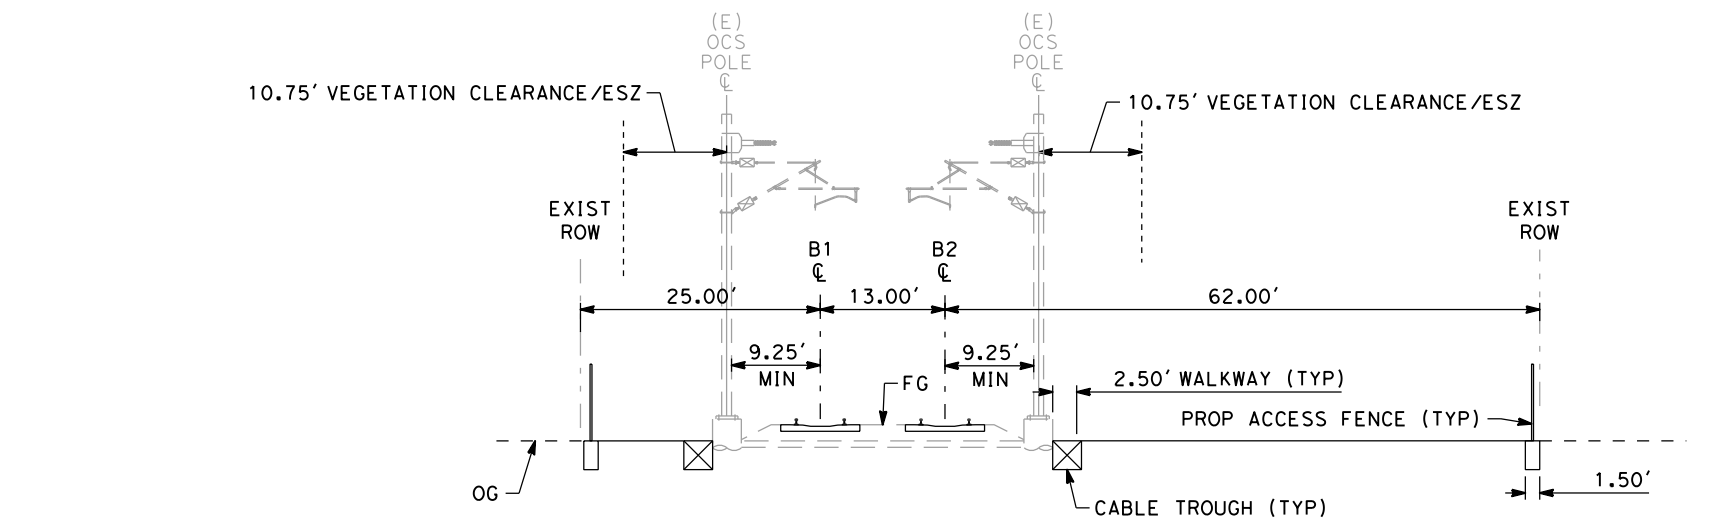 (E)
OCS
POLE
℄
(E)
OCS
POLE
℄
10.75' VEGETATION CLEARANCE/ESZ
10.75' VEGETATION CLEARANCE/ESZ
EXIST
ROW
EXIST
ROW
B1
℄
B2
℄
25.00'
13.00'
62.00'
9.25'
MIN
9.25'
MIN
FG
2.50' WALKWAY (TYP)
PROP ACCESS FENCE (TYP)
OG
1.50'
CABLE TROUGH (TYP)